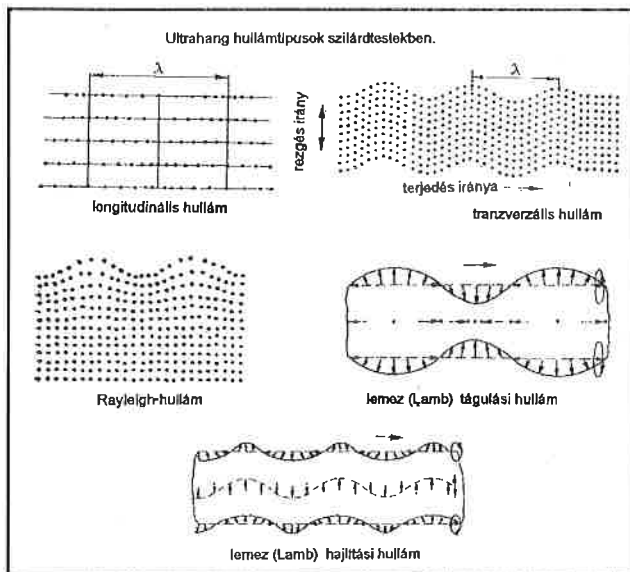 Ultrahang hullámtípusok szilárdtestekben.
λ
longitudinális hullám
rezgés irány
λ
terjedés iránya
tranzverzális hullám
Rayleigh-hullám
lemez (Lamb) tágulási hullám
lemez (Lamb) hajlítási hullám